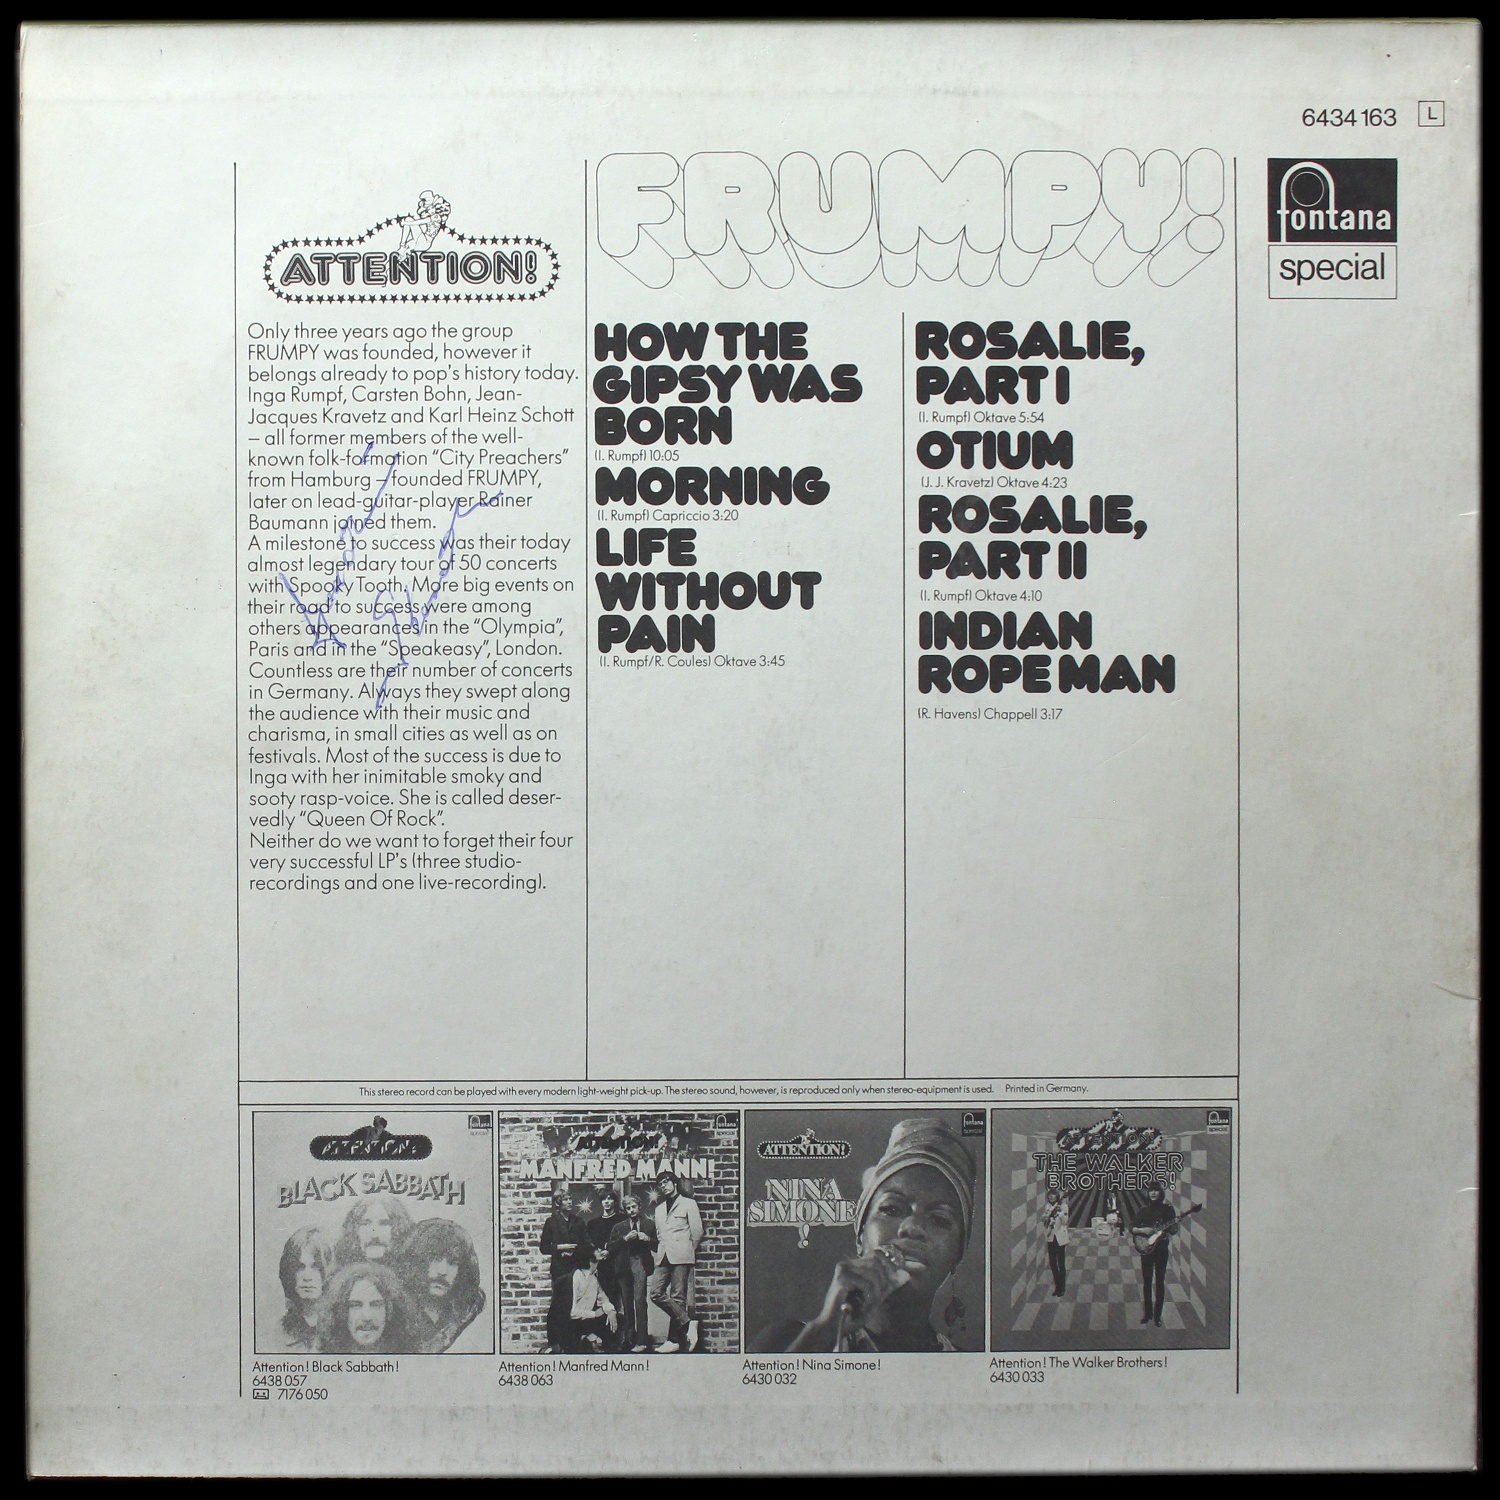 6434 163 L
FRUMPY!
fontana
special
ATTENTION!
Only three years ago the group
FRUMPY was founded, however it
belongs already to pop's history today.
Inga Rumpf, Carsten Bohn, Jean-
Jacques Kravetz and Karl Heinz Schott
– all former members of the well-
known folk-formation "City Preachers"
from Hamburg – founded FRUMPY,
later on lead-guitar-player Rainer
Baumann joined them.
A milestone to success was their today
almost legendary tour of 50 concerts
with Spooky Tooth. More big events on
their road to success were among
others appearances in the "Olympia",
Paris and in the "Speakeasy", London.
Countless are their number of concerts
in Germany. Always they swept along
the audience with their music and
charisma, in small cities as well as on
festivals. Most of the success is due to
Inga with her inimitable smoky and
sooty rasp-voice. She is called deser-
vedly "Queen Of Rock".
Neither do we want to forget their four
very successful LP's (three studio-
recordings and one live-recording).
HOW THE
GIPSY WAS
BORN
(I. Rumpf) 10:05
MORNING
(I. Rumpf) Capriccio 3:20
LIFE
WITHOUT
PAIN
(I. Rumpf/R. Coules) Oktave 3:45
ROSALIE,
PART I
(I. Rumpf) Oktave 5:54
OTIUM
(J. J. Kravetz) Oktave 4:23
ROSALIE,
PART II
(I. Rumpf) Oktave 4:10
INDIAN
ROPE MAN
(R. Havens) Chappell 3:17
This stereo record can be played with every modern light-weight pick-up. The stereo sound, however, is reproduced only when stereo-equipment is used. Printed in Germany.
fontana
special
ATTENTION!
BLACK SABBATH
Attention! Black Sabbath!
6438 057
7176 050
fontana
special
ATTENTION!
MANFRED MANN!
Attention! Manfred Mann!
6438 063
fontana
special
ATTENTION!
NINA
SIMONE
!
Attention! Nina Simone!
6430 032
fontana
special
ATTENTION!
THE WALKER
BROTHERS!
Attention! The Walker Brothers!
6430 033